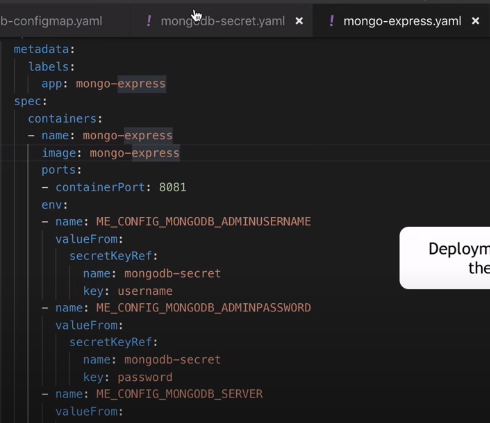 b-configmap.yaml
! mongodb-secret.yaml ×
! mongo-express.yaml ×
metadata:
labels:
app: mongo-express
spec:
containers:
- name: mongo-express
image: mongo-express
ports:
- containerPort: 8081
env:
- name: ME_CONFIG_MONGODB_ADMINUSERNAME
valueFrom:
secretKeyRef:
name: mongodb-secret
key: username
- name: ME_CONFIG_MONGODB_ADMINPASSWORD
valueFrom:
secretKeyRef:
name: mongodb-secret
key: password
- name: ME_CONFIG_MONGODB_SERVER
valueFrom:
Deploym
the